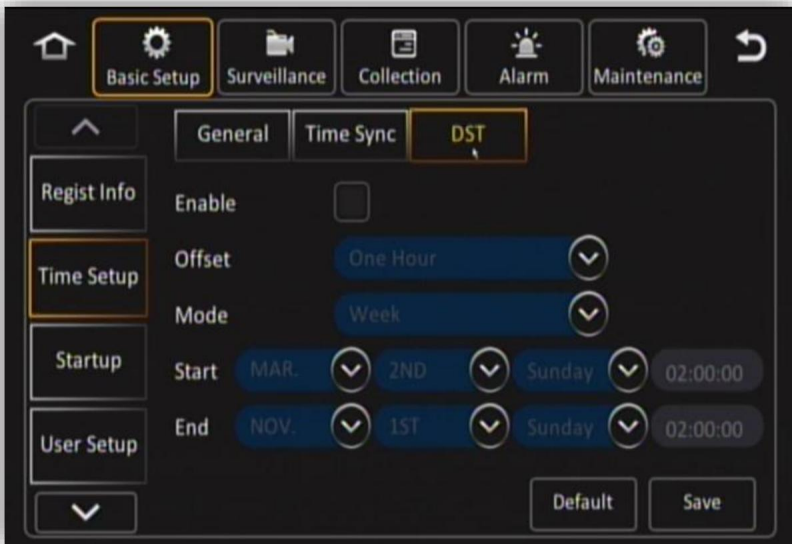 Basic Setup Surveillance Collection Alarm Maintenance
General Time Sync DST
Regist Info
Time Setup
Startup
User Setup
Enable
Offset One Hour
Mode Week
Start MAR. 2ND Sunday 02:00:00
End NOV. 1ST Sunday 02:00:00
Default Save